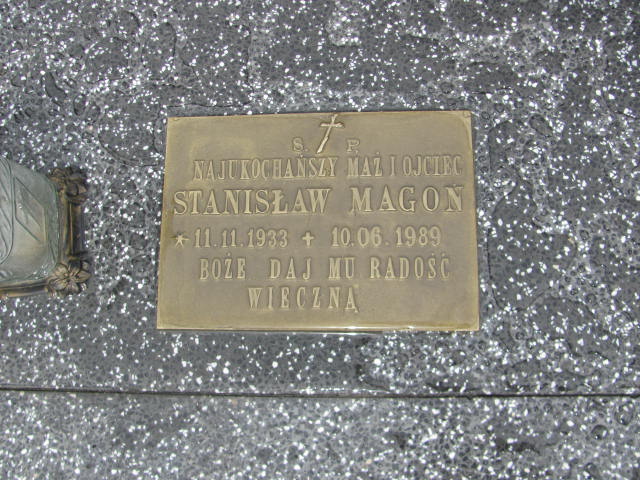 Ś. P.
NAJUKOCHAŃSZY MĄŻ I OJCIEC
STANISŁAW MAGOŃ
* 11.11.1933 + 10.06.1989
BOŻE DAJ MU RADOŚĆ
WIECZNĄ